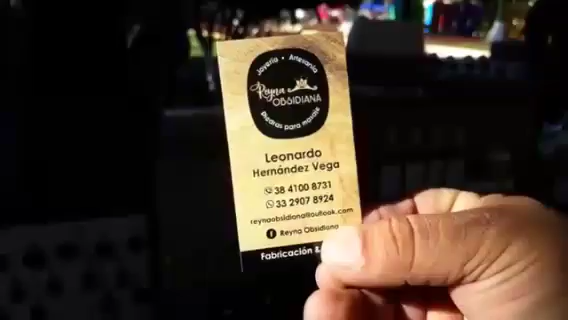 Joyería • Artesanía
Reyna
OBSIDIANA
piedras para masaje
Leonardo
Hernández Vega
38 4100 8731
33 2907 8924
reynaobsidiana@outlook.com
Reyna Obsidiana
Fabricación &